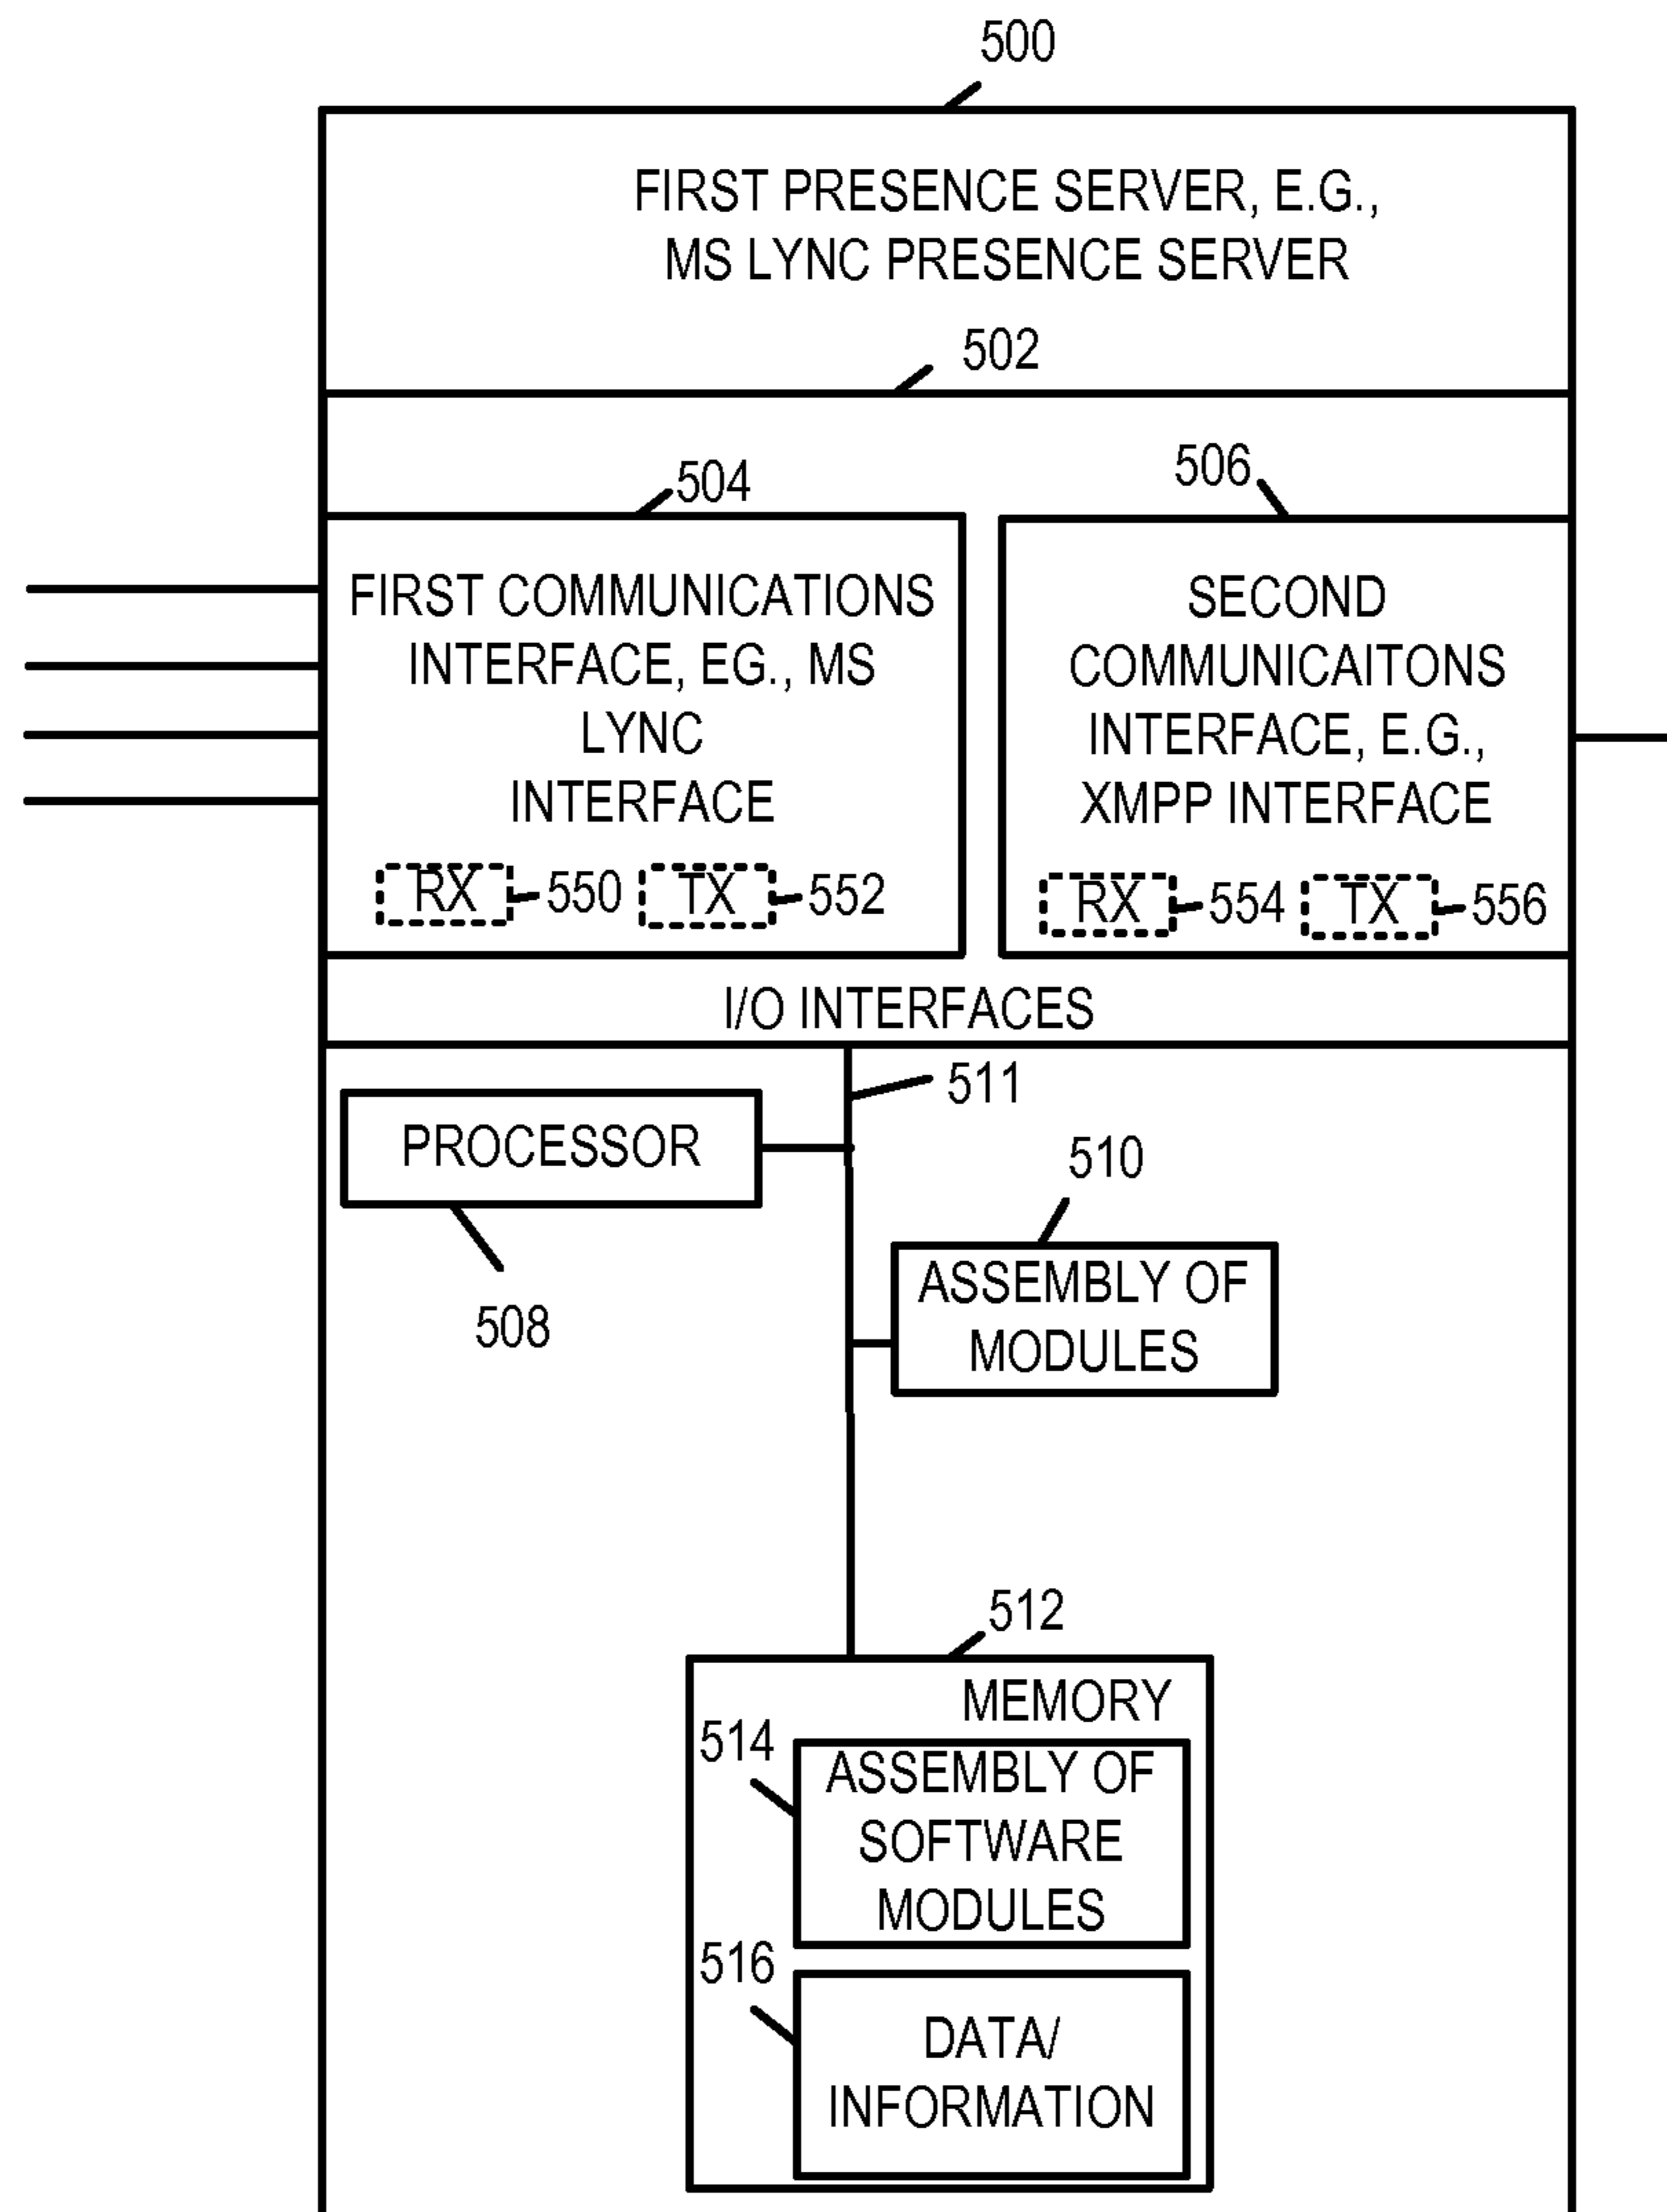 500
FIRST PRESENCE SERVER, E.G.,
MS LYNC PRESENCE SERVER
502
504
506
FIRST COMMUNICATIONS
INTERFACE, EG., MS
LYNC
INTERFACE
RX
550
TX
552
SECOND
COMMUNICAITONS
INTERFACE, E.G.,
XMPP INTERFACE
RX
554
TX
556
I/O INTERFACES
511
PROCESSOR
508
510
ASSEMBLY OF
MODULES
512
MEMORY
514
ASSEMBLY OF
SOFTWARE
MODULES
516
DATA/
INFORMATION